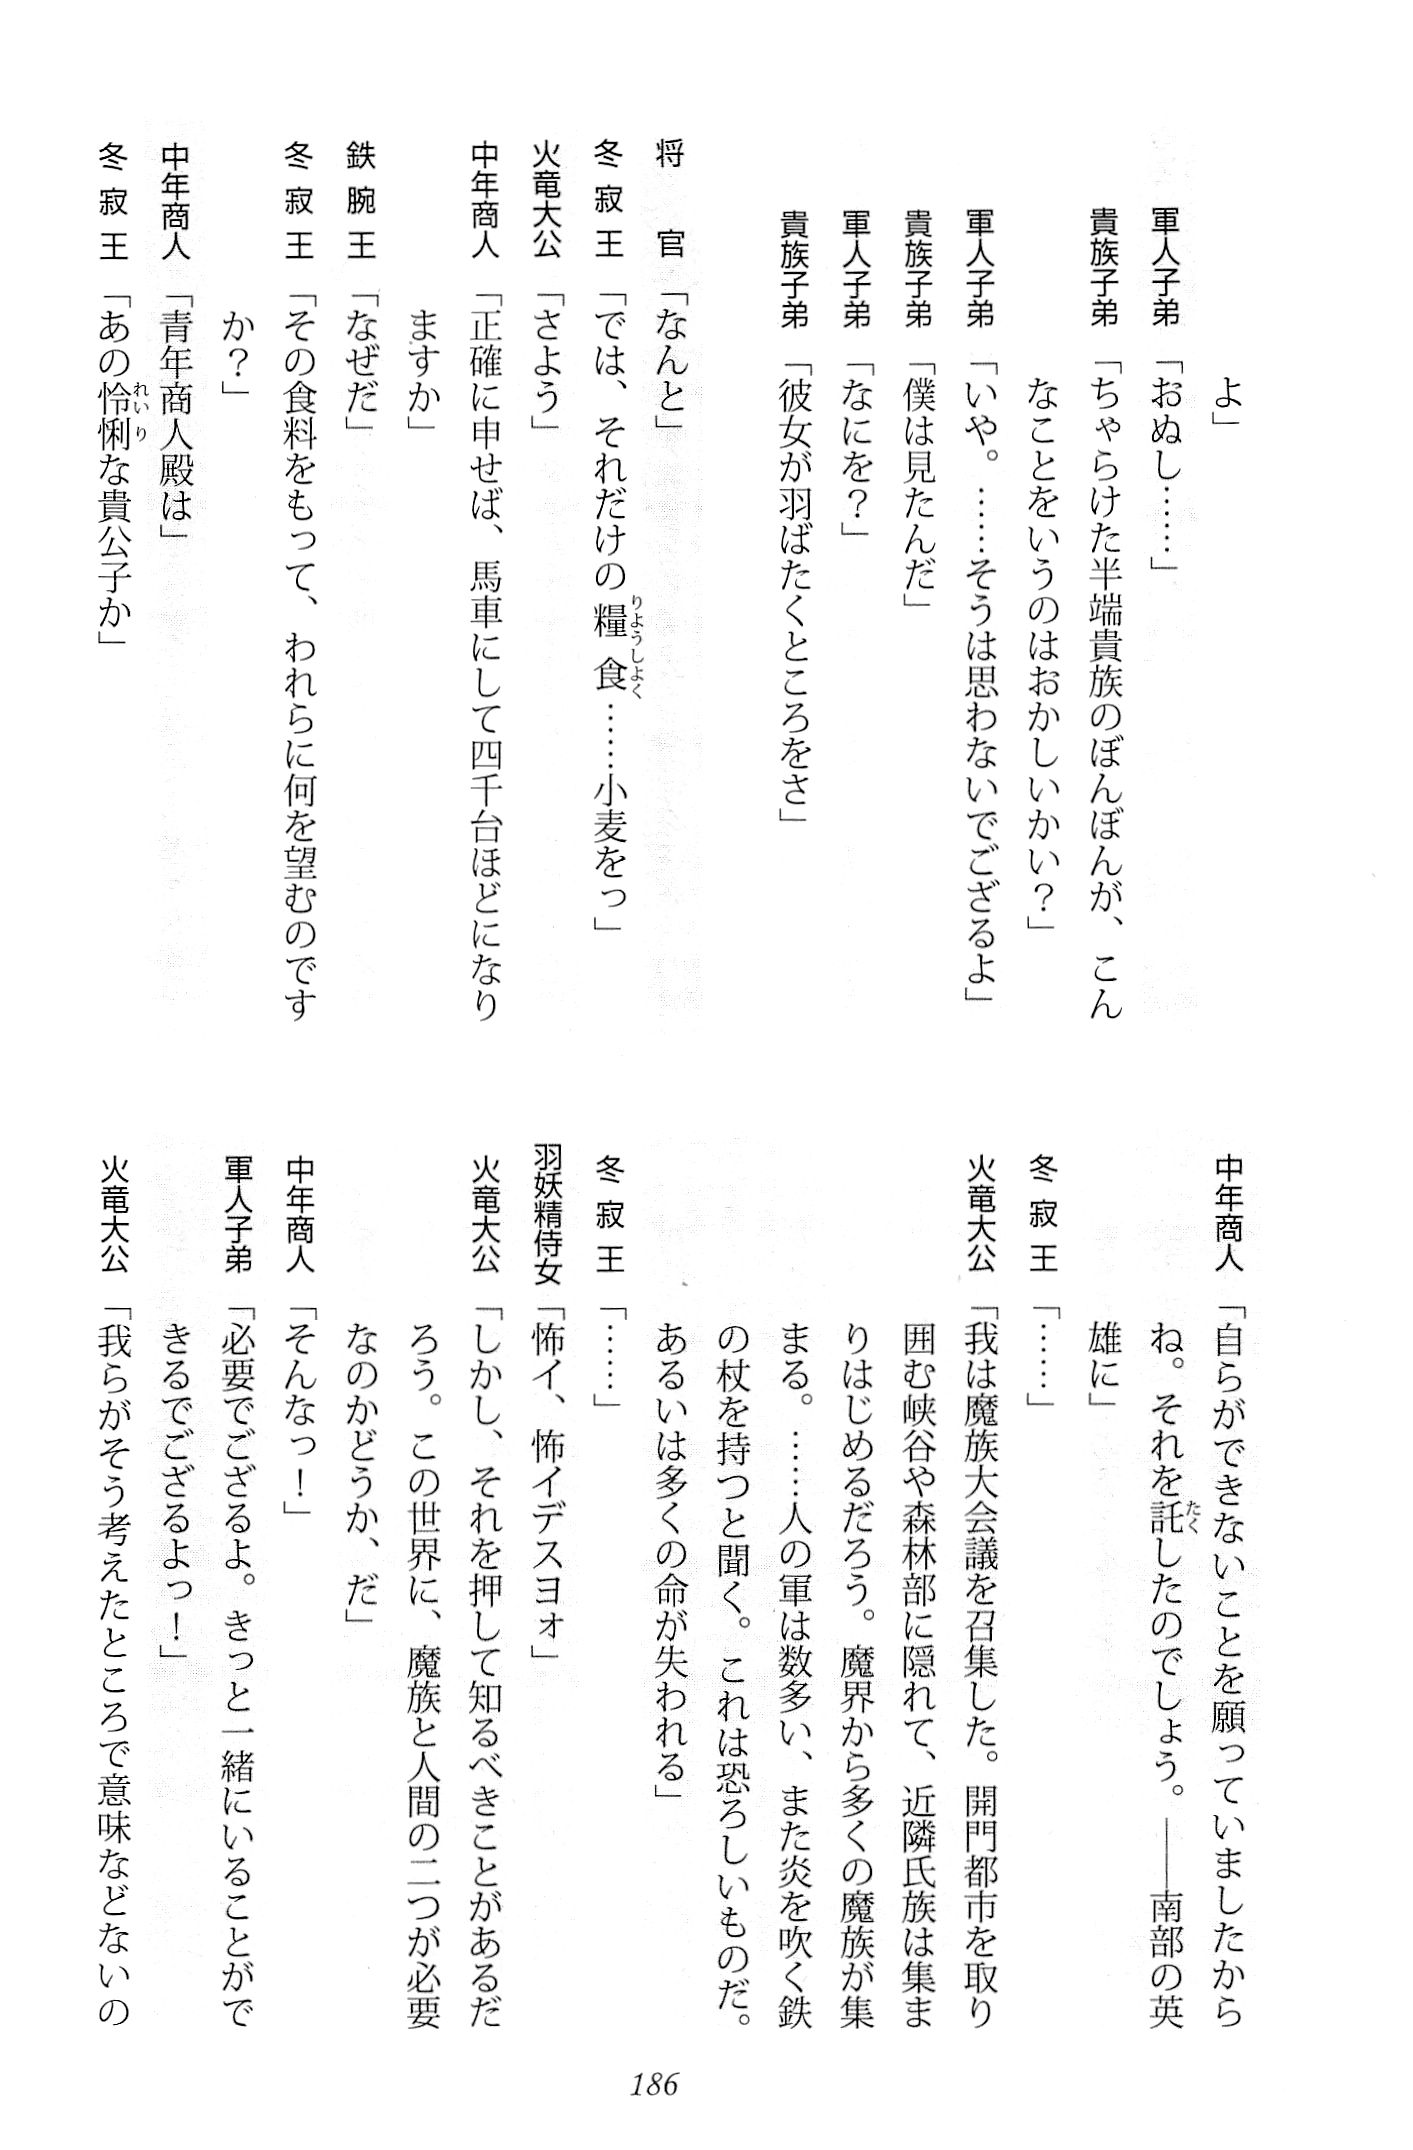 よ」
軍人子弟「おぬし……」
貴族子弟「ちゃらけた半端貴族のぼんぼんが、こん
なことをいうのはおかしいかい？」
軍人子弟「いや。……そうは思わないでござるよ」
貴族子弟「僕は見たんだ」
軍人子弟「なにを？」
貴族子弟「彼女が羽ばたくところをさ」
将　官「なんと」
冬寂王「では、それだけの糧食……小麦をっ」
りようしよく
火竜大公「さよう」
中年商人「正確に申せば、馬車にして四千台ほどになり
ますか」
鉄腕王「なぜだ」
冬寂王「その食料をもって、われらに何を望むのです
か？」
中年商人「青年商人殿は」
冬寂王「あの怜悧な貴公子か」
れいり
中年商人「自らができないことを願っていましたから
ね。それを託したのでしょう。――南部の英
たく
雄に」
冬寂王「……」
火竜大公「我は魔族大会議を召集した。開門都市を取り
囲む峡谷や森林部に隠れて、近隣氏族は集ま
りはじめるだろう。魔界から多くの魔族が集
まる。……人の軍は数多い、また炎を吹く鉄
の杖を持つと聞く。これは恐ろしいものだ。
あるいは多くの命が失われる」
冬寂王「……」
羽妖精侍女「怖イ、怖イデスヨォ」
火竜大公「しかし、それを押して知るべきことがあるだ
ろう。この世界に、魔族と人間の二つが必要
なのかどうか、だ」
中年商人「そんなっ！」
軍人子弟「必要でござるよ。きっと一緒にいることがで
きるでござるよっ！」
火竜大公「我らがそう考えたところで意味などないの
186